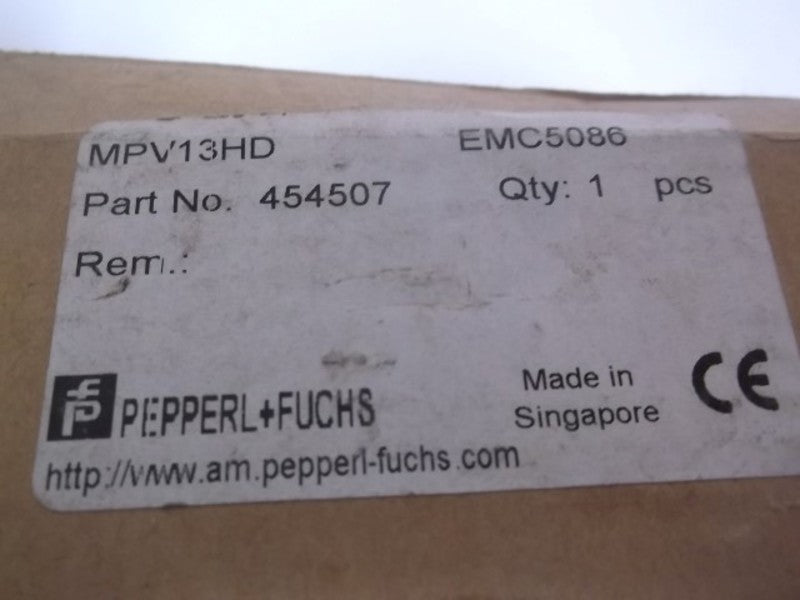 MPV13HD EMC5086
Part No. 454507 Qty: 1 pcs
Rem.:
PEPPERL+FUCHS
Made in
Singapore
CE
http://www.am.pepperl-fuchs.com